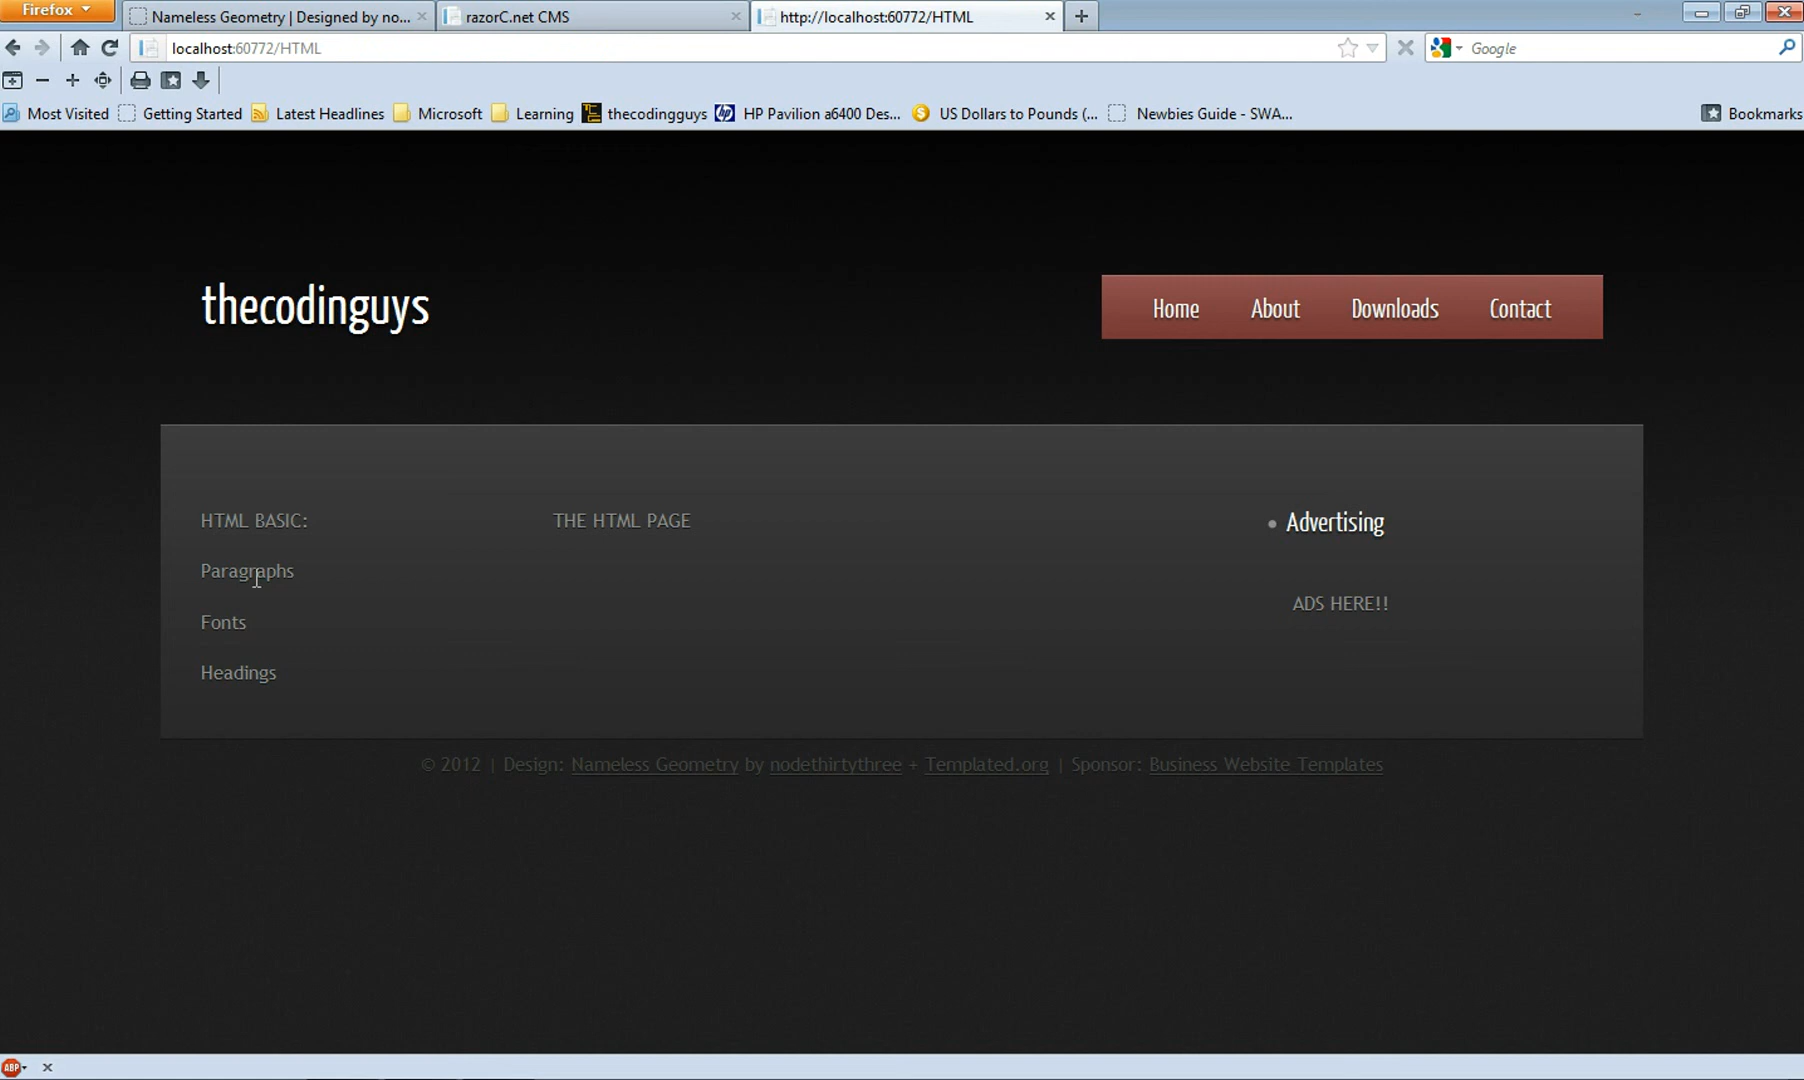 Firefox
Nameless Geometry | Designed by no...
razorC.net CMS
http://localhost:60772/HTML
localhost:60772/HTML
Google
Most Visited
Getting Started
Latest Headlines
Microsoft
Learning
thecodingguys
HP Pavilion a6400 Des...
US Dollars to Pounds (...
Newbies Guide - SWA...
Bookmarks
thecodinguys
Home
About
Downloads
Contact
HTML BASIC:
THE HTML PAGE
Advertising
Paragraphs
ADS HERE!!
Fonts
Headings
© 2012 | Design: Nameless Geometry by nodethirtythree + Templated.org | Sponsor: Business Website Templates
ABP